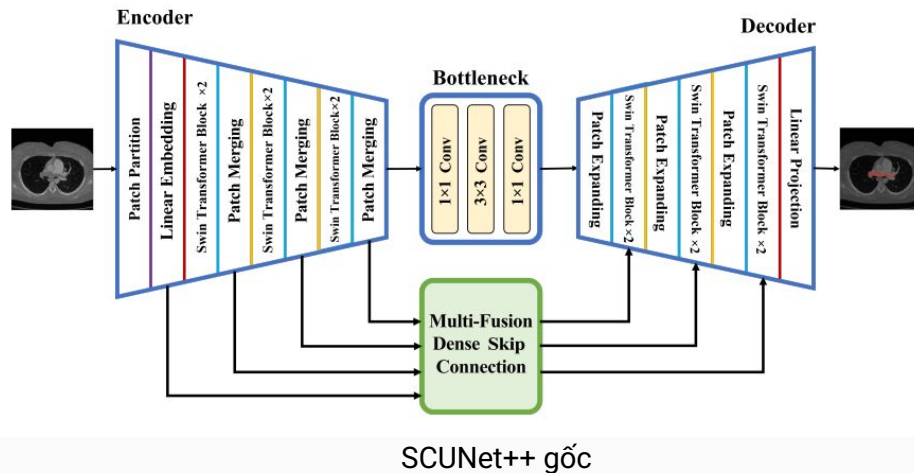 Encoder
Decoder
Bottleneck
Patch Partition
Linear Embedding
Swin Transformer Block ×2
Patch Merging
Swin Transformer Block×2
Patch Merging
Swin Transformer Block×2
Patch Merging
1×1 Conv
3×3 Conv
1×1 Conv
Patch Expanding
Swin Transformer Block ×2
Patch Expanding
Swin Transformer Block ×2
Patch Expanding
Swin Transformer Block ×2
Linear Projection
Multi-Fusion
Dense Skip
Connection
SCUNet++ gốc